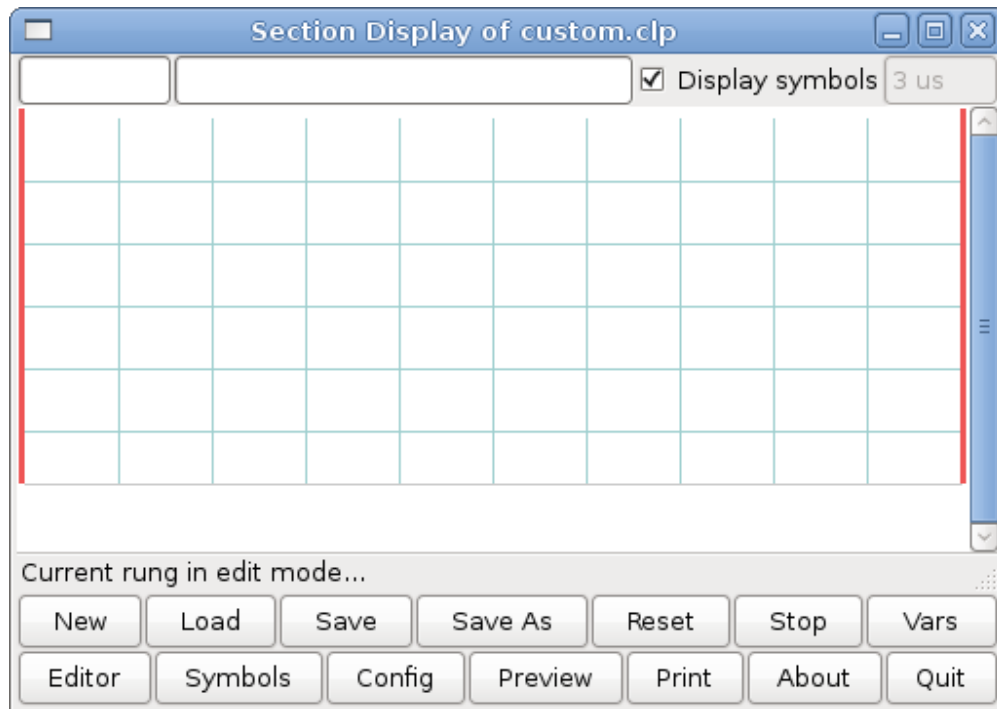 Section Display of custom.clp
Display symbols 3 us
Current rung in edit mode...
New Load Save Save As Reset Stop Vars
Editor Symbols Config Preview Print About Quit